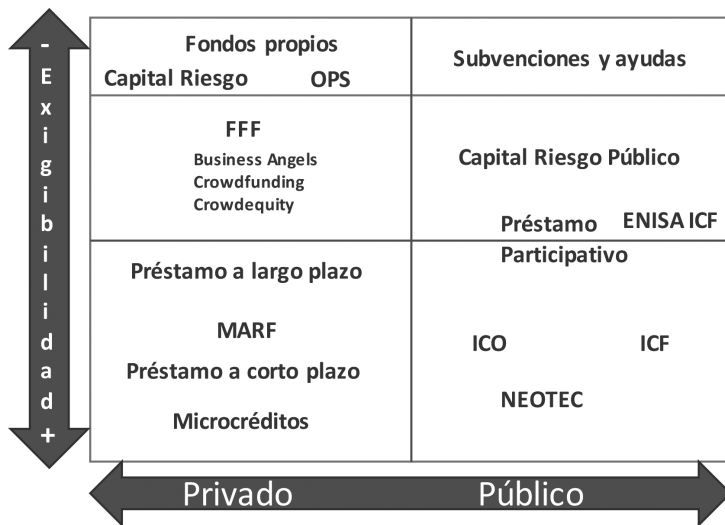 - Exigibilidad +
Fondos propios
Capital Riesgo OPS
Subvenciones y ayudas
FFF
Business Angels
Crowdfunding
Crowdequity
Capital Riesgo Público
Préstamo ENISA ICF
Participativo
Préstamo a largo plazo
MARF
Préstamo a corto plazo
Microcréditos
ICO ICF
NEOTEC
Privado Público